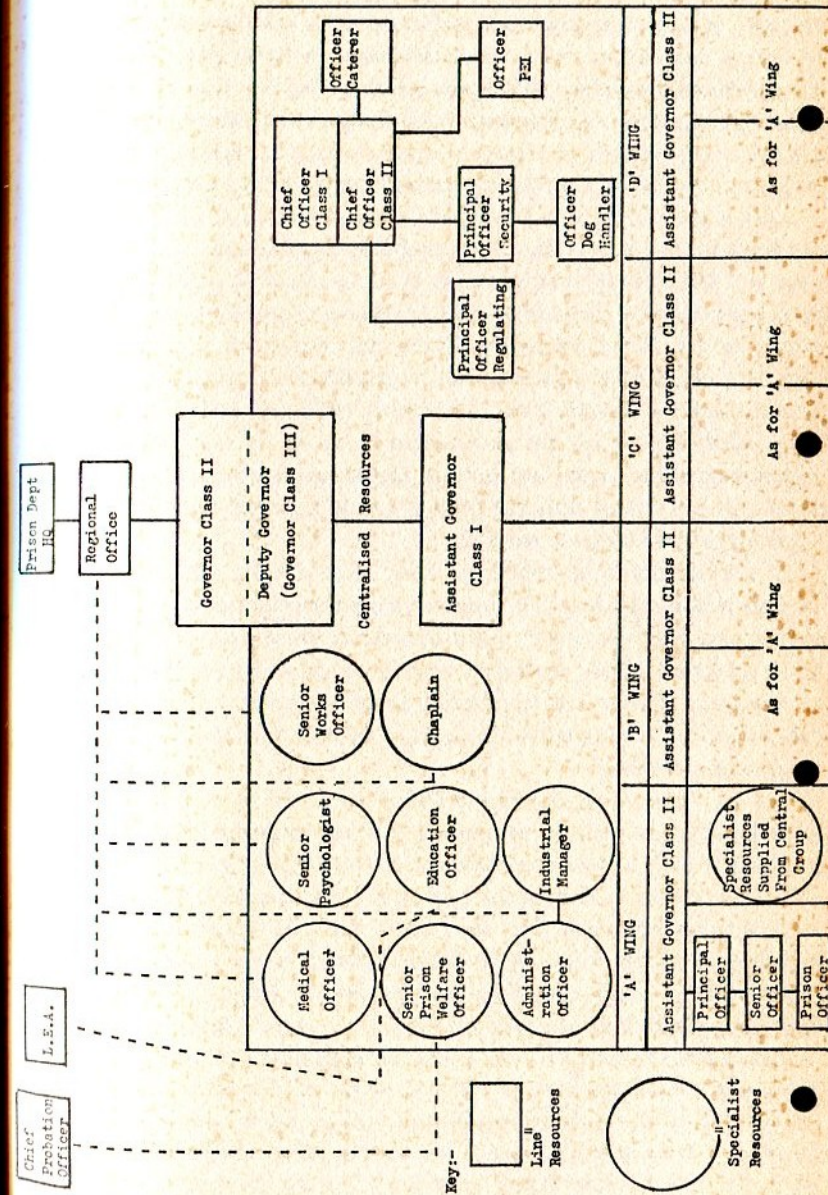 Prison Dept
HQ
Regional
Office
Chief
Probation
Officer
L.E.A.
Governor Class II
Deputy Governor
(Governor Class III)
Centralised Resources
Assistant Governor
Class I
Medical
Officer
Senior
Psychologist
Senior
Works
Officer
Senior
Prison
Welfare
Officer
Education
Officer
Chaplain
Administ-
ration
Officer
Industrial
Manager
Chief
Officer
Class I
Chief
Officer
Class II
Officer
Caterer
Officer
PEI
Principal
Officer
Regulating
Principal
Officer
Security
Officer
Dog
Handler
'A' WING
'B' WING
'C' WING
'D' WING
Assistant Governor Class II
Assistant Governor Class II
Assistant Governor Class II
Assistant Governor Class II
Principal
Officer
Senior
Officer
Prison
Officer
Specialist
Resources
Supplied
From Central
Group
As for 'A' Wing
As for 'A' Wing
As for 'A' Wing
Key:-
Line
Resources
Specialist
Resources